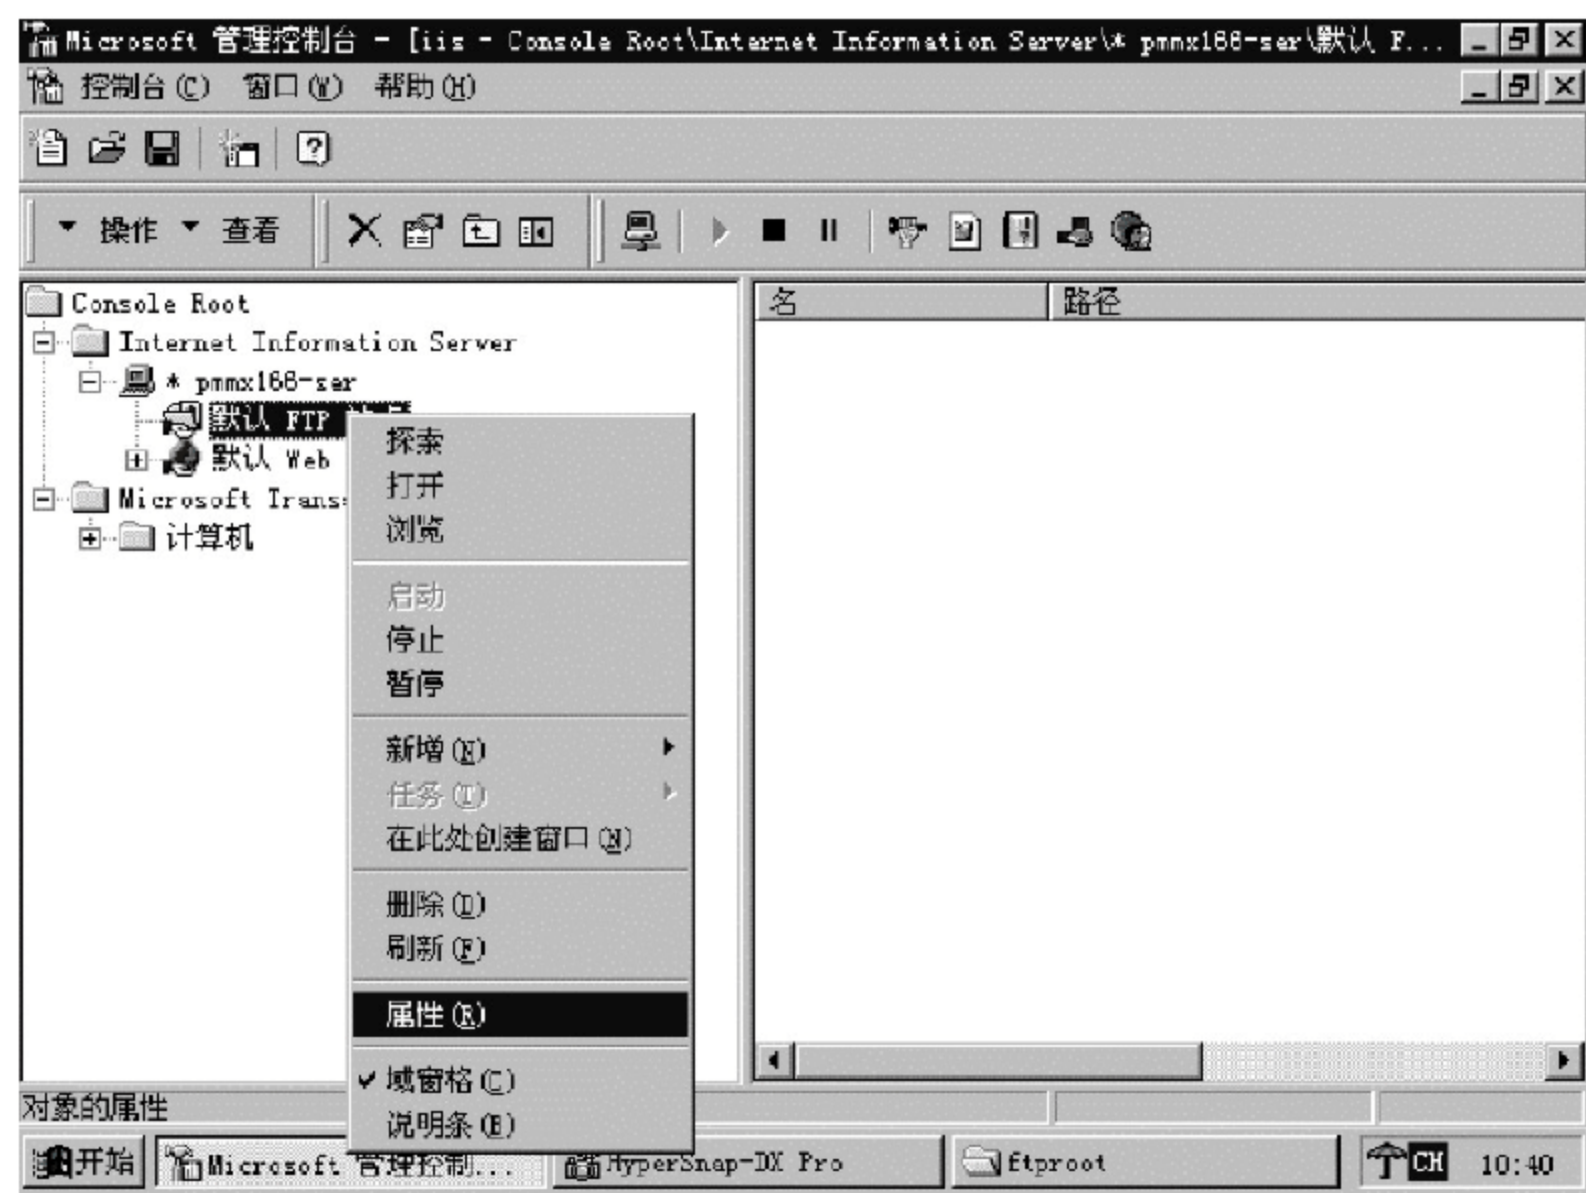 Microsoft 管理控制台 - [iis - Console Root\Internet Information Server\* pmmx166-ser\默认 F...
控制台(C) 窗口(W) 帮助(H)
操作 查看
名 路径
Console Root
Internet Information Server
* pmmx166-ser
默认 FTP
默认 Web
Microsoft Trans
计算机
探索
打开
浏览
启动
停止
暂停
新增(N)
任务(T)
在此处创建窗口(N)
删除(D)
刷新(F)
属性(R)
域窗格(C)
说明条(B)
对象的属性
开始 Microsoft 管理控制... HyperSnap-DX Pro ftproot CH 10:40